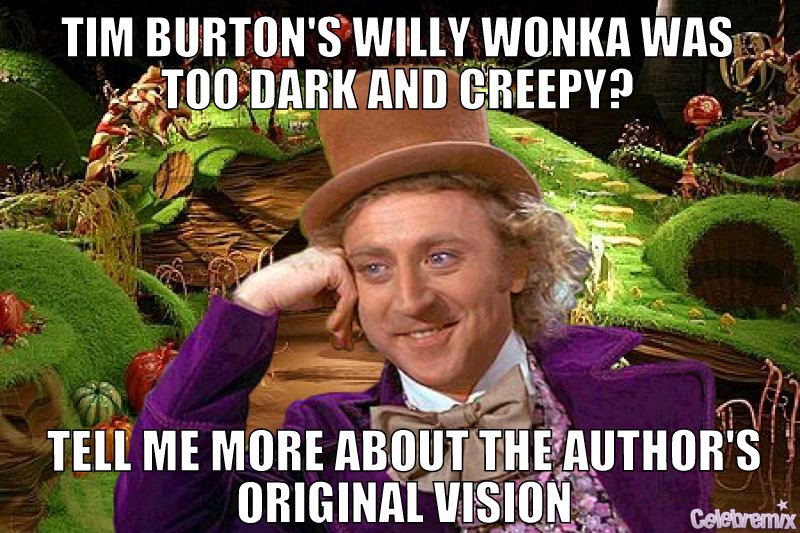 TIM BURTON'S WILLY WONKA WAS
TOO DARK AND CREEPY?
TELL ME MORE ABOUT THE AUTHOR'S
ORIGINAL VISION
Celebremix